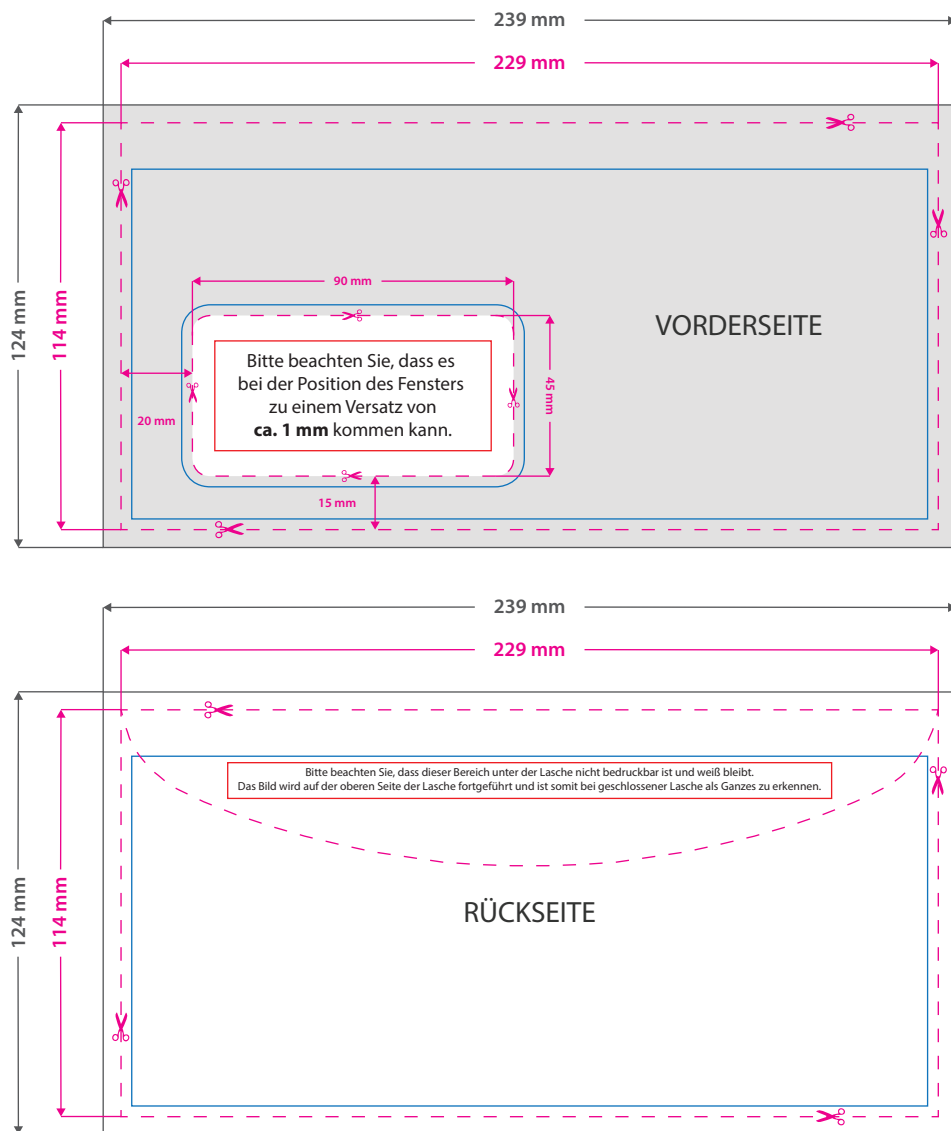 239 mm
229 mm
124 mm
114 mm
90 mm
VORDERSEITE
Bitte beachten Sie, dass es
bei der Position des Fensters
zu einem Versatz von
ca. 1 mm kommen kann.
45 mm
20 mm
15 mm
239 mm
229 mm
124 mm
114 mm
Bitte beachten Sie, dass dieser Bereich unter der Lasche nicht bedruckbar ist und weiß bleibt.
Das Bild wird auf der oberen Seite der Lasche fortgeführt und ist somit bei geschlossener Lasche als Ganzes zu erkennen.
RÜCKSEITE